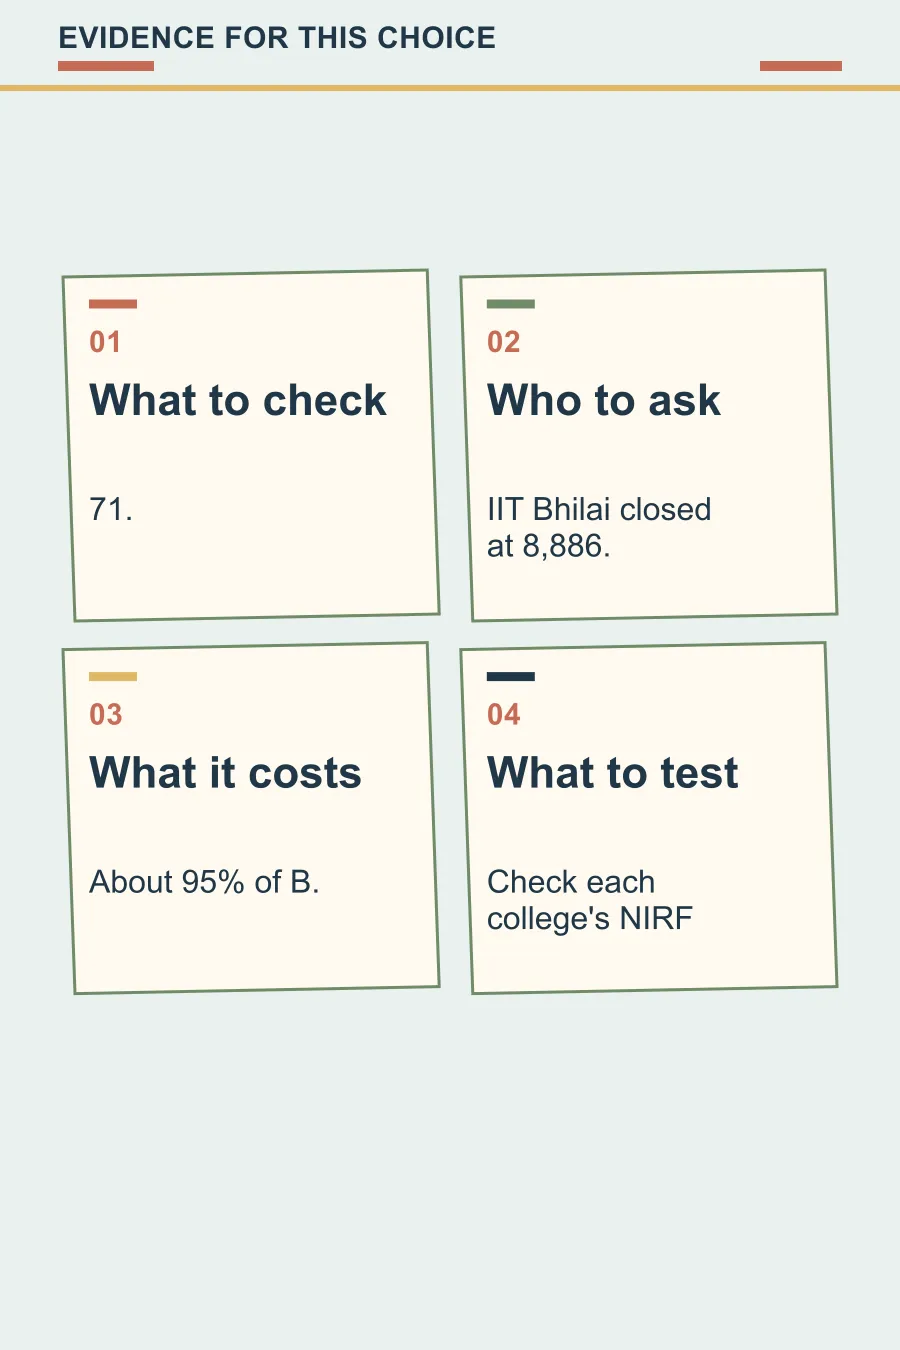 EVIDENCE FOR THIS CHOICE
01
What to check
71.
02
Who to ask
IIT Bhilai closed
at 8,886.
03
What it costs
About 95% of B.
04
What to test
Check each
college's NIRF